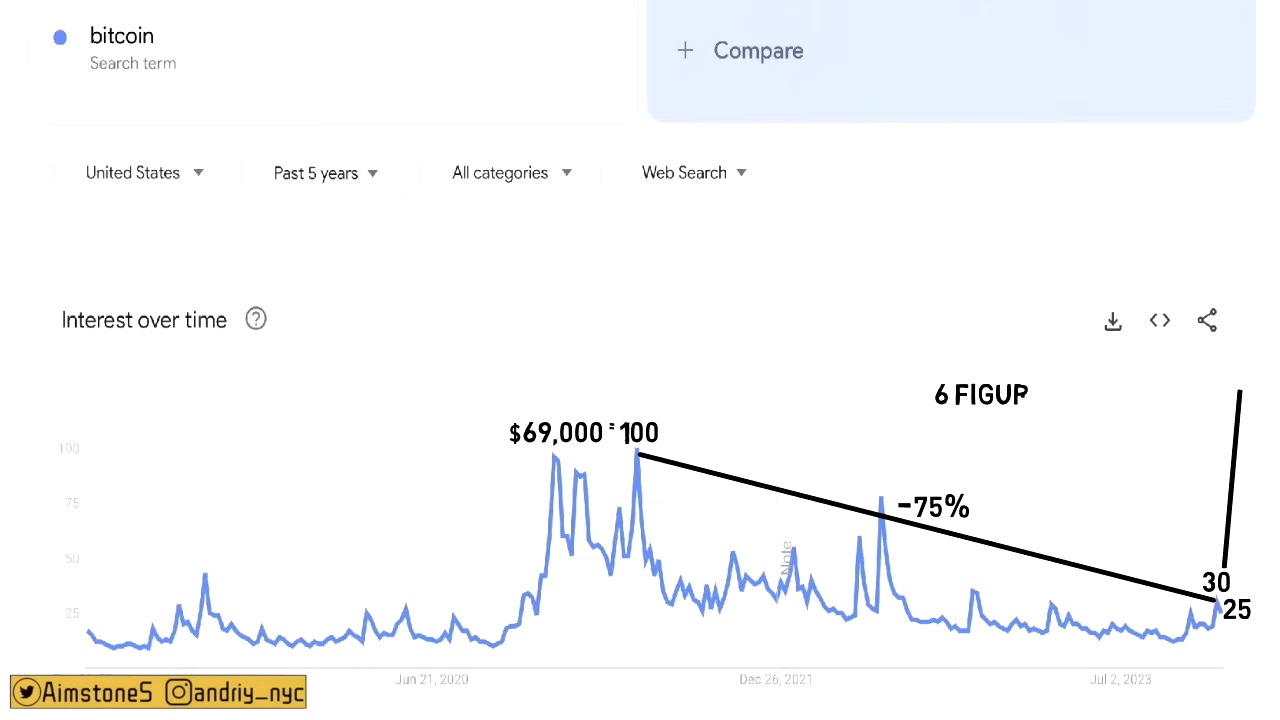 bitcoin
Search term
+ Compare
United States
Past 5 years
All categories
Web Search
Interest over time
6 FIGUP
$69,000 = 100
100
75
50
25
-75%
Note
30
25
Jun 21, 2020
Dec 26, 2021
Jul 2, 2023
Aimstone5 andriy_nyc